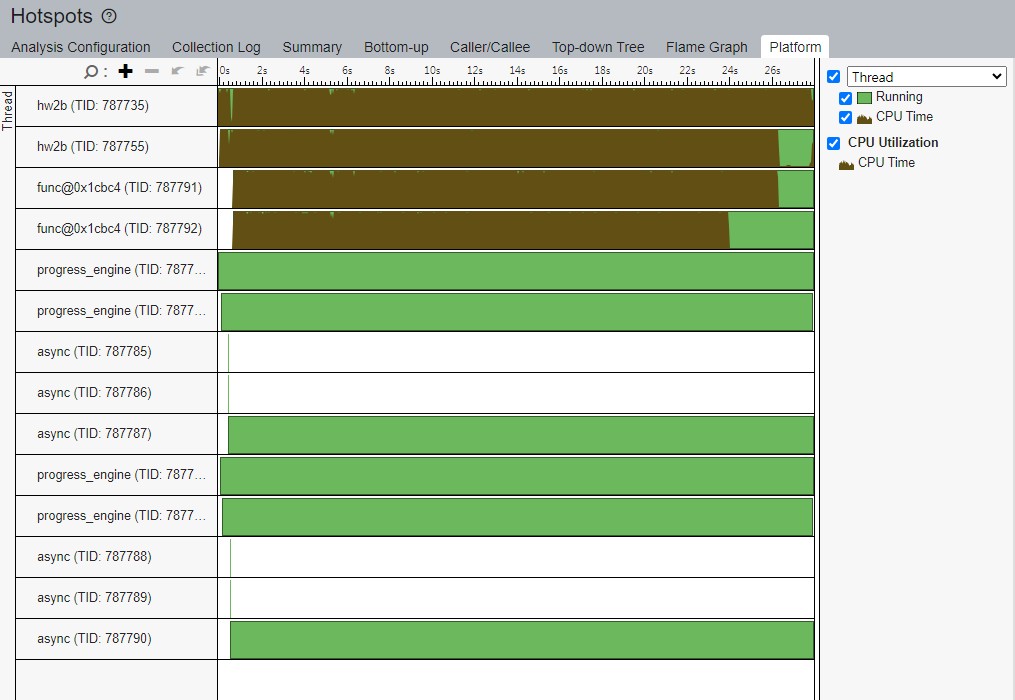 Hotspots ?
Analysis Configuration Collection Log Summary Bottom-up Caller/Callee Top-down Tree Flame Graph Platform
: 0s 2s 4s 6s 8s 10s 12s 14s 16s 18s 20s 22s 24s 26s
Thread
hw2b (TID: 787735)
hw2b (TID: 787755)
func@0x1cbc4 (TID: 787791)
func@0x1cbc4 (TID: 787792)
progress_engine (TID: 7877...
progress_engine (TID: 7877...
async (TID: 787785)
async (TID: 787786)
async (TID: 787787)
progress_engine (TID: 7877...
progress_engine (TID: 7877...
async (TID: 787788)
async (TID: 787789)
async (TID: 787790)
Thread
Running
CPU Time
CPU Utilization
CPU Time